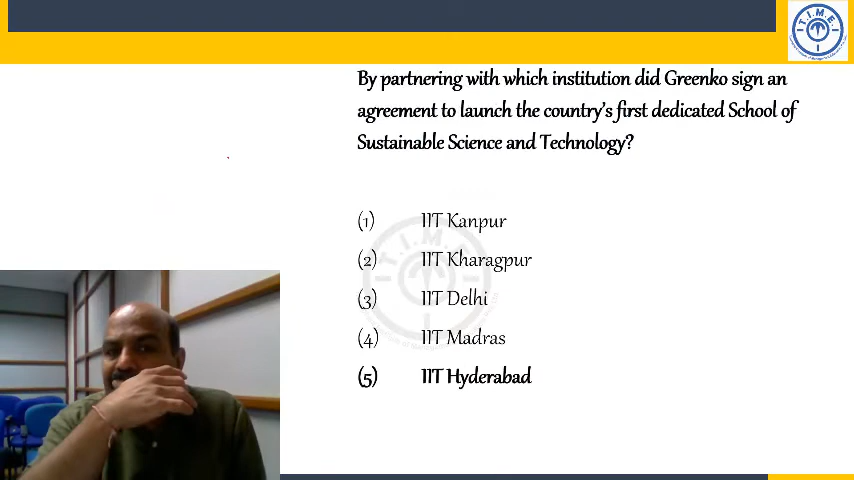 T.I.M.E.
By partnering with which institution did Greenko sign an
agreement to launch the country's first dedicated School of
Sustainable Science and Technology?
(1) IIT Kanpur
(2) IIT Kharagpur
(3) IIT Delhi
(4) IIT Madras
(5) IIT Hyderabad